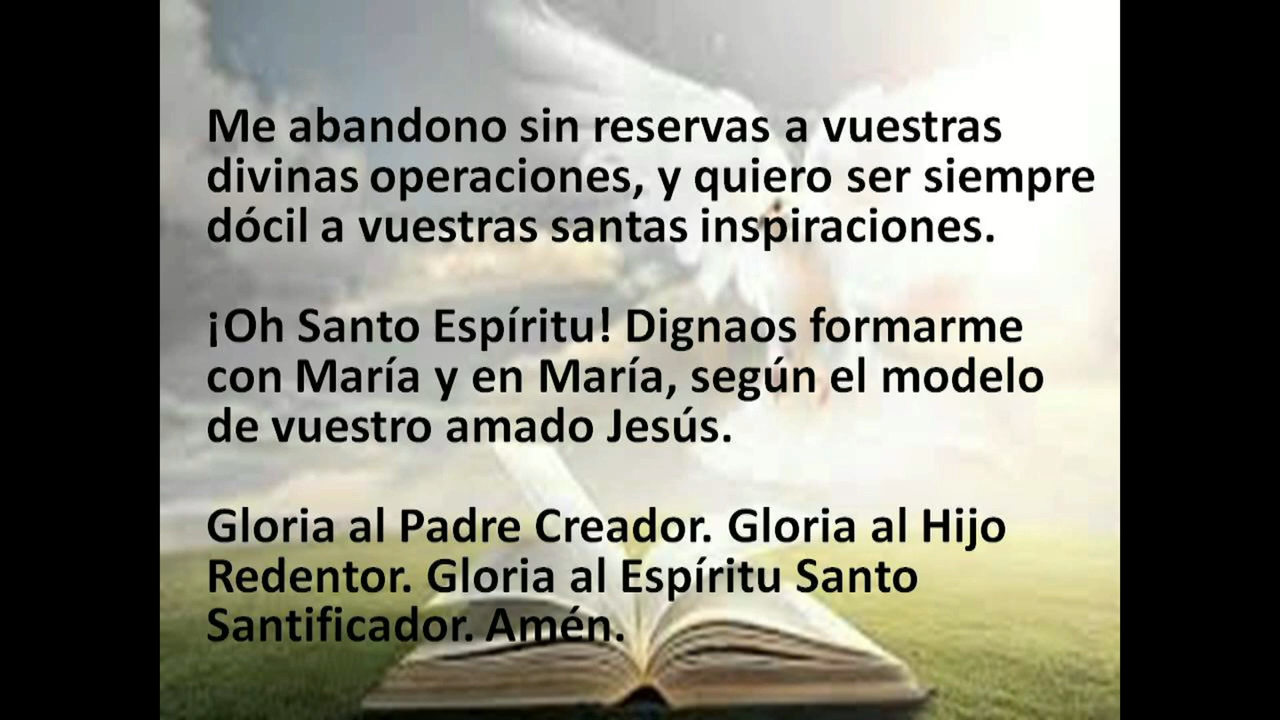 Me abandono sin reservas a vuestras
divinas operaciones, y quiero ser siempre
dócil a vuestras santas inspiraciones.
¡Oh Santo Espíritu! Dignaos formarme
con María y en María, según el modelo
de vuestro amado Jesús.
Gloria al Padre Creador. Gloria al Hijo
Redentor. Gloria al Espíritu Santo
Santificador. Amén.